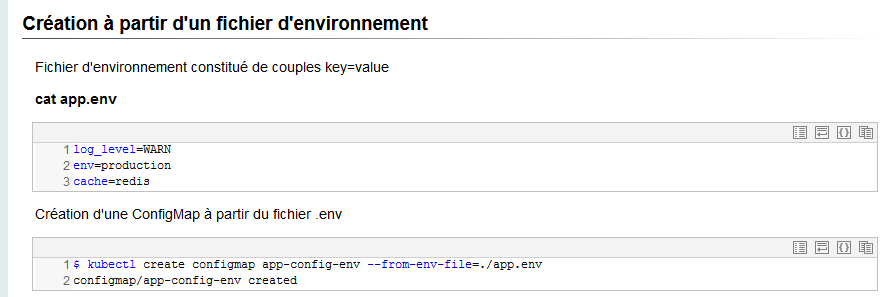 Création à partir d'un fichier d'environnement
Fichier d'environnement constitué de couples key=value
cat app.env
1 log_level=WARN
2 env=production
3 cache=redis
Création d'une ConfigMap à partir du fichier .env
1 $ kubectl create configmap app-config-env --from-env-file=./app.env
2 configmap/app-config-env created